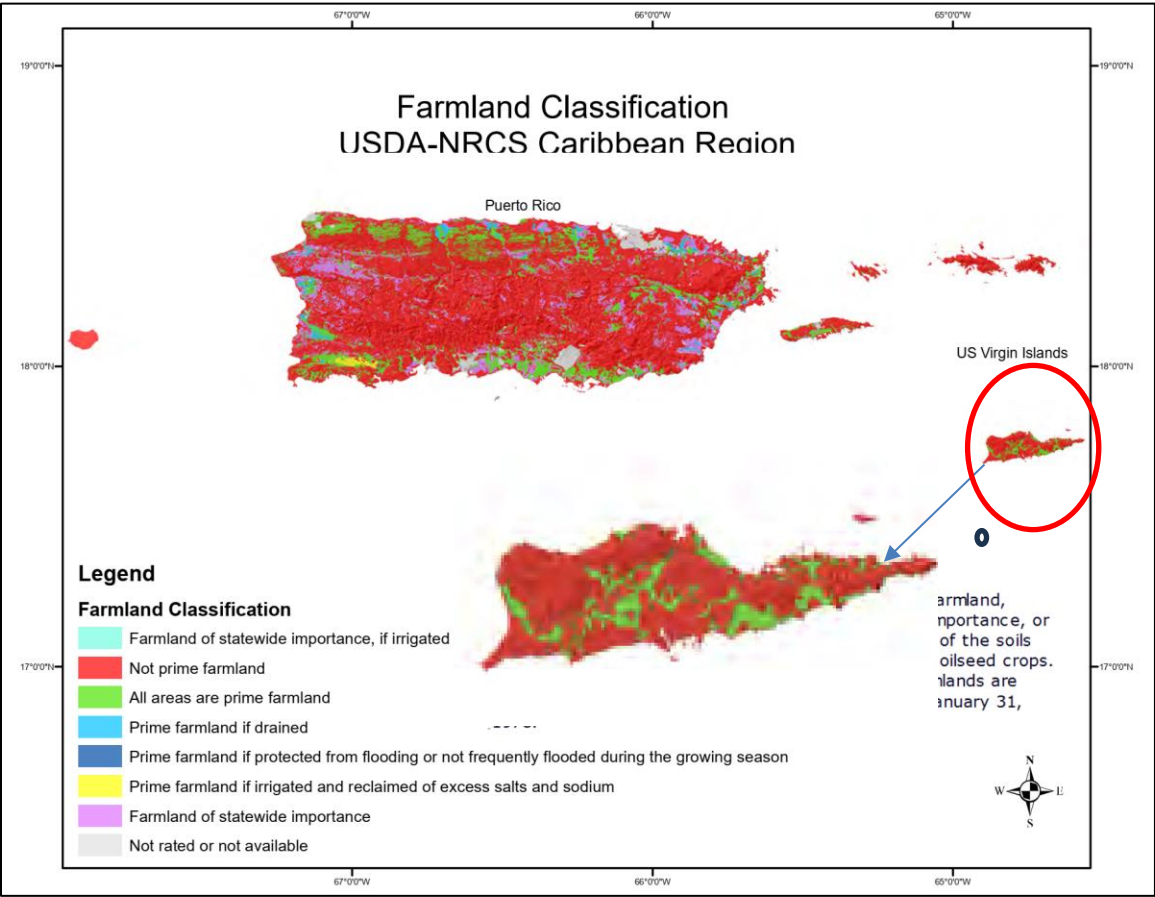 67°0'0"W 66°0'0"W 65°0'0"W
19°0'0"N 19°0'0"N
Farmland Classification
USDA-NRCS Caribbean Region
Puerto Rico
US Virgin Islands
18°0'0"N 18°0'0"N
Legend
Farmland Classification
Farmland of statewide importance, if irrigated
Not prime farmland
All areas are prime farmland
Prime farmland if drained
Prime farmland if protected from flooding or not frequently flooded during the growing season
Prime farmland if irrigated and reclaimed of excess salts and sodium
Farmland of statewide importance
Not rated or not available
armland,
nportance, or
of the soils
oilseed crops.
lands are
anuary 31,
17°0'0"N 17°0'0"N
N
W E
S
67°0'0"W 66°0'0"W 65°0'0"W